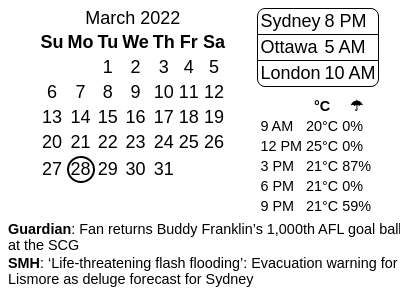 March 2022
Su Mo Tu We Th Fr Sa
1 2 3 4 5
6 7 8 9 10 11 12
13 14 15 16 17 18 19
20 21 22 23 24 25 26
27 28 29 30 31
Sydney 8 PM
Ottawa 5 AM
London 10 AM
°C ☂
9 AM 20°C 0%
12 PM 25°C 0%
3 PM 21°C 87%
6 PM 21°C 0%
9 PM 21°C 59%
Guardian: Fan returns Buddy Franklin’s 1,000th AFL goal ball
at the SCG
SMH: ‘Life-threatening flash flooding’: Evacuation warning for
Lismore as deluge forecast for Sydney